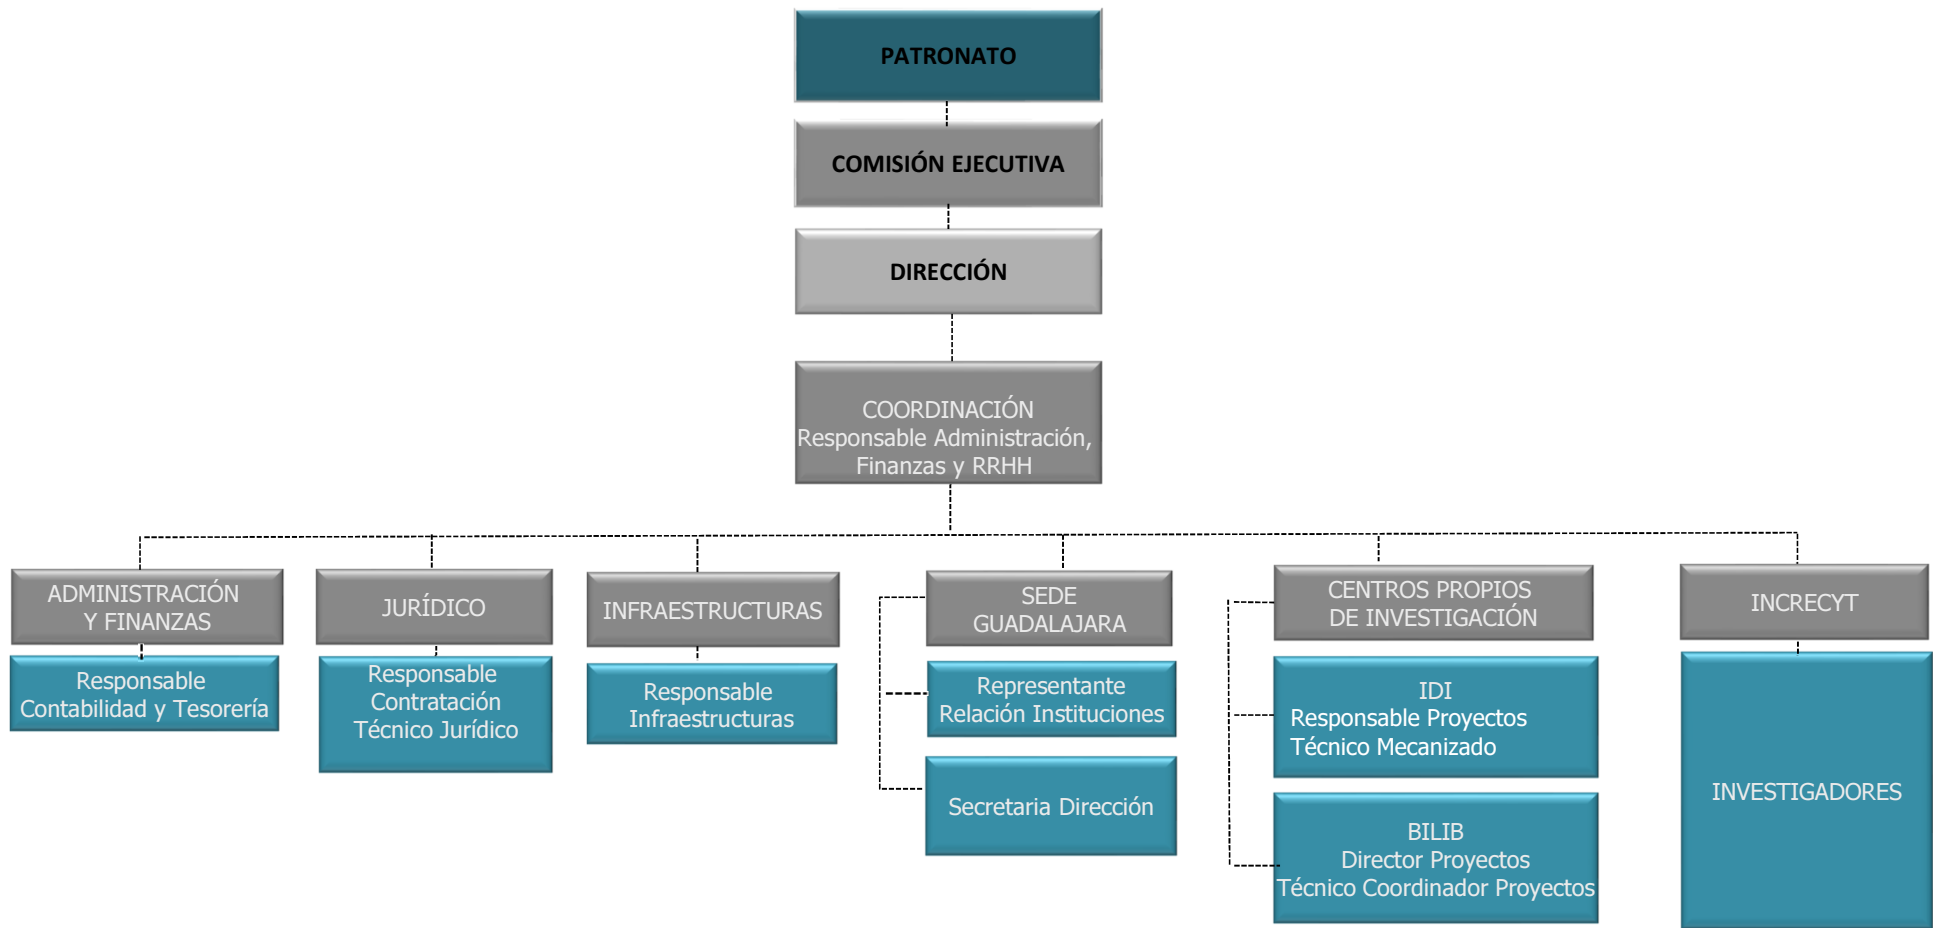 PATRONATO
COMISIÓN EJECUTIVA
DIRECCIÓN
COORDINACIÓN
Responsable Administración,
Finanzas y RRHH
ADMINISTRACIÓN
Y FINANZAS
Responsable
Contabilidad y Tesorería
JURÍDICO
Responsable
Contratación
Técnico Jurídico
INFRAESTRUCTURAS
Responsable
Infraestructuras
SEDE
GUADALAJARA
Representante
Relación Instituciones
Secretaria Dirección
CENTROS PROPIOS
DE INVESTIGACIÓN
IDI
Responsable Proyectos
Técnico Mecanizado
BILIB
Director Proyectos
Técnico Coordinador Proyectos
INCRECYT
INVESTIGADORES